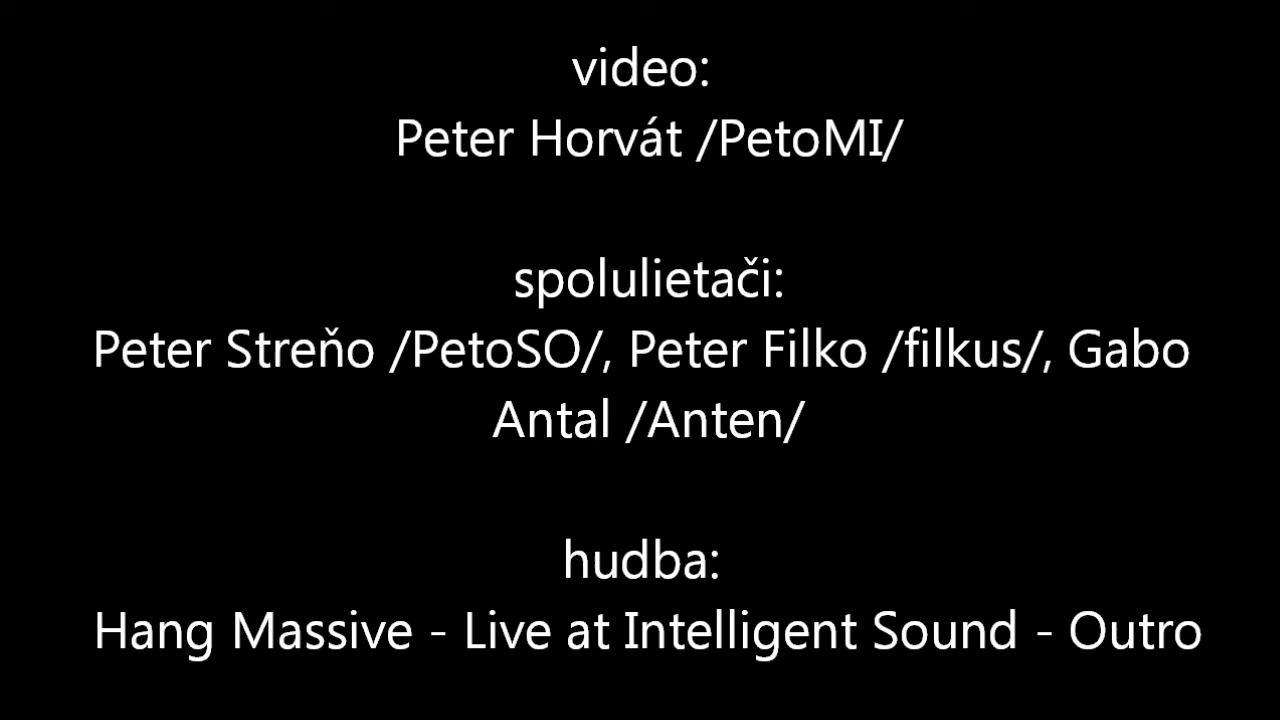 video:
Peter Horvát /PetoMI/
spolulietači:
Peter Streňo /PetoSO/, Peter Filko /filkus/, Gabo
Antal /Anten/
hudba:
Hang Massive - Live at Intelligent Sound - Outro